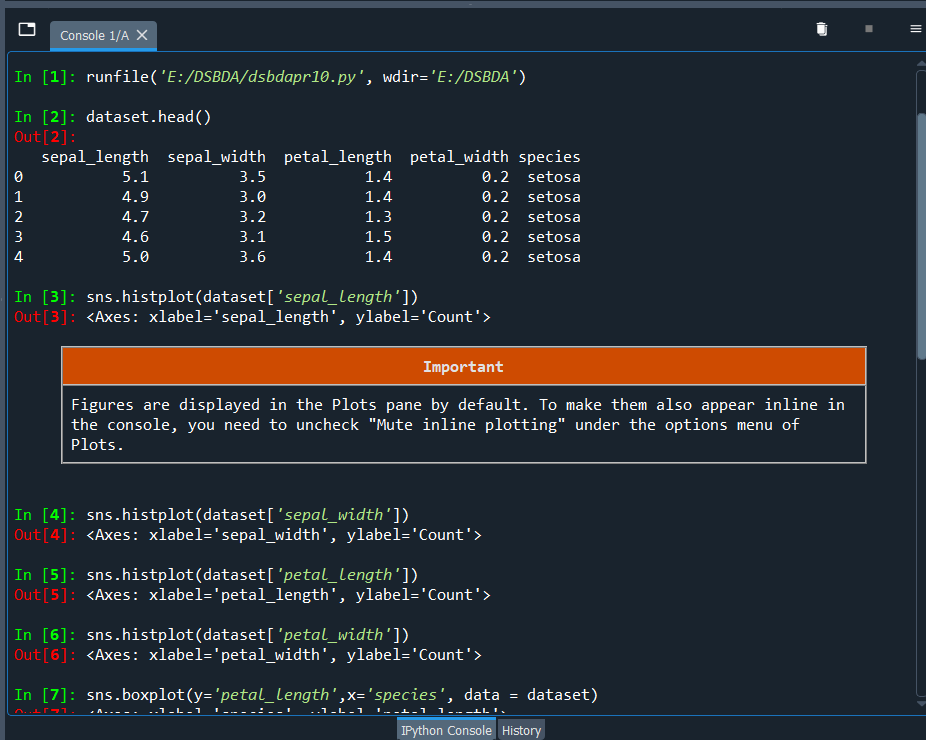 Console 1/A
In [1]: runfile('E:/DSBDA/dsbdapr10.py', wdir='E:/DSBDA')
In [2]: dataset.head()
Out[2]:
sepal_length sepal_width petal_length petal_width species
0 5.1 3.5 1.4 0.2 setosa
1 4.9 3.0 1.4 0.2 setosa
2 4.7 3.2 1.3 0.2 setosa
3 4.6 3.1 1.5 0.2 setosa
4 5.0 3.6 1.4 0.2 setosa
In [3]: sns.histplot(dataset['sepal_length'])
Out[3]: <Axes: xlabel='sepal_length', ylabel='Count'>
Important
Figures are displayed in the Plots pane by default. To make them also appear inline in
the console, you need to uncheck "Mute inline plotting" under the options menu of
Plots.
In [4]: sns.histplot(dataset['sepal_width'])
Out[4]: <Axes: xlabel='sepal_width', ylabel='Count'>
In [5]: sns.histplot(dataset['petal_length'])
Out[5]: <Axes: xlabel='petal_length', ylabel='Count'>
In [6]: sns.histplot(dataset['petal_width'])
Out[6]: <Axes: xlabel='petal_width', ylabel='Count'>
In [7]: sns.boxplot(y='petal_length',x='species', data = dataset)
Out[7]: <Axes: xlabel='species', ylabel='petal_length'>
IPython Console History